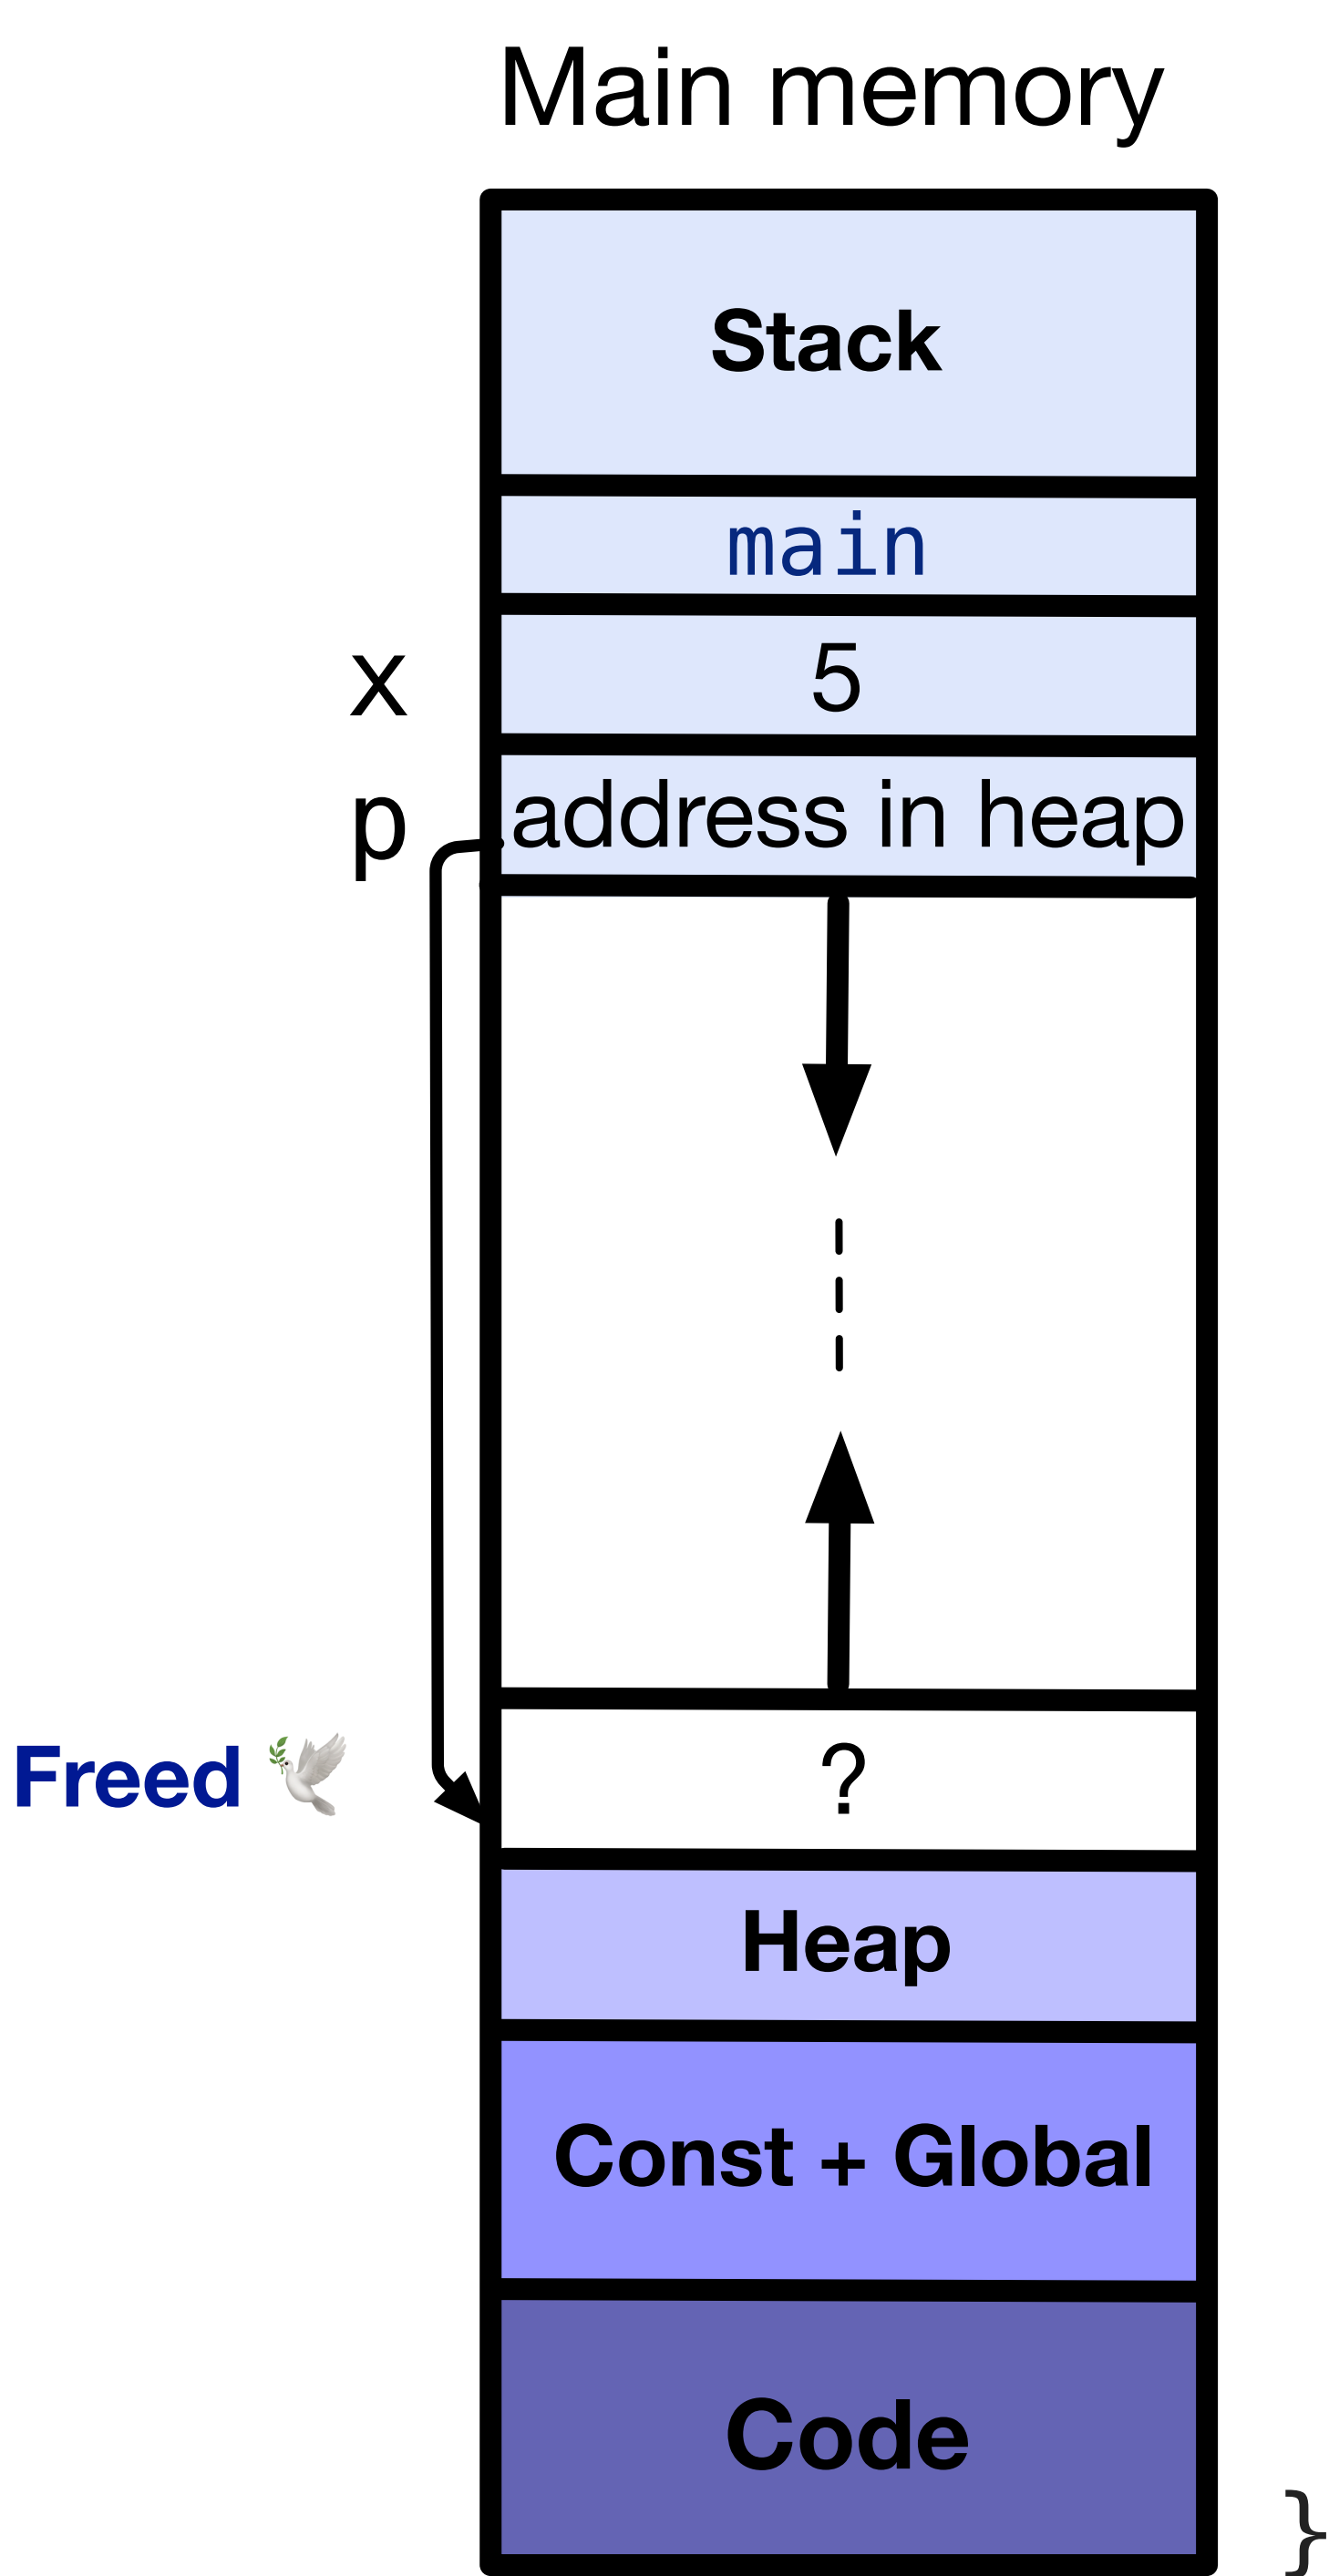 Main memory
Stack
main
x
5
p
address in heap
Freed 🕊️
?
Heap
Const + Global
Code
}